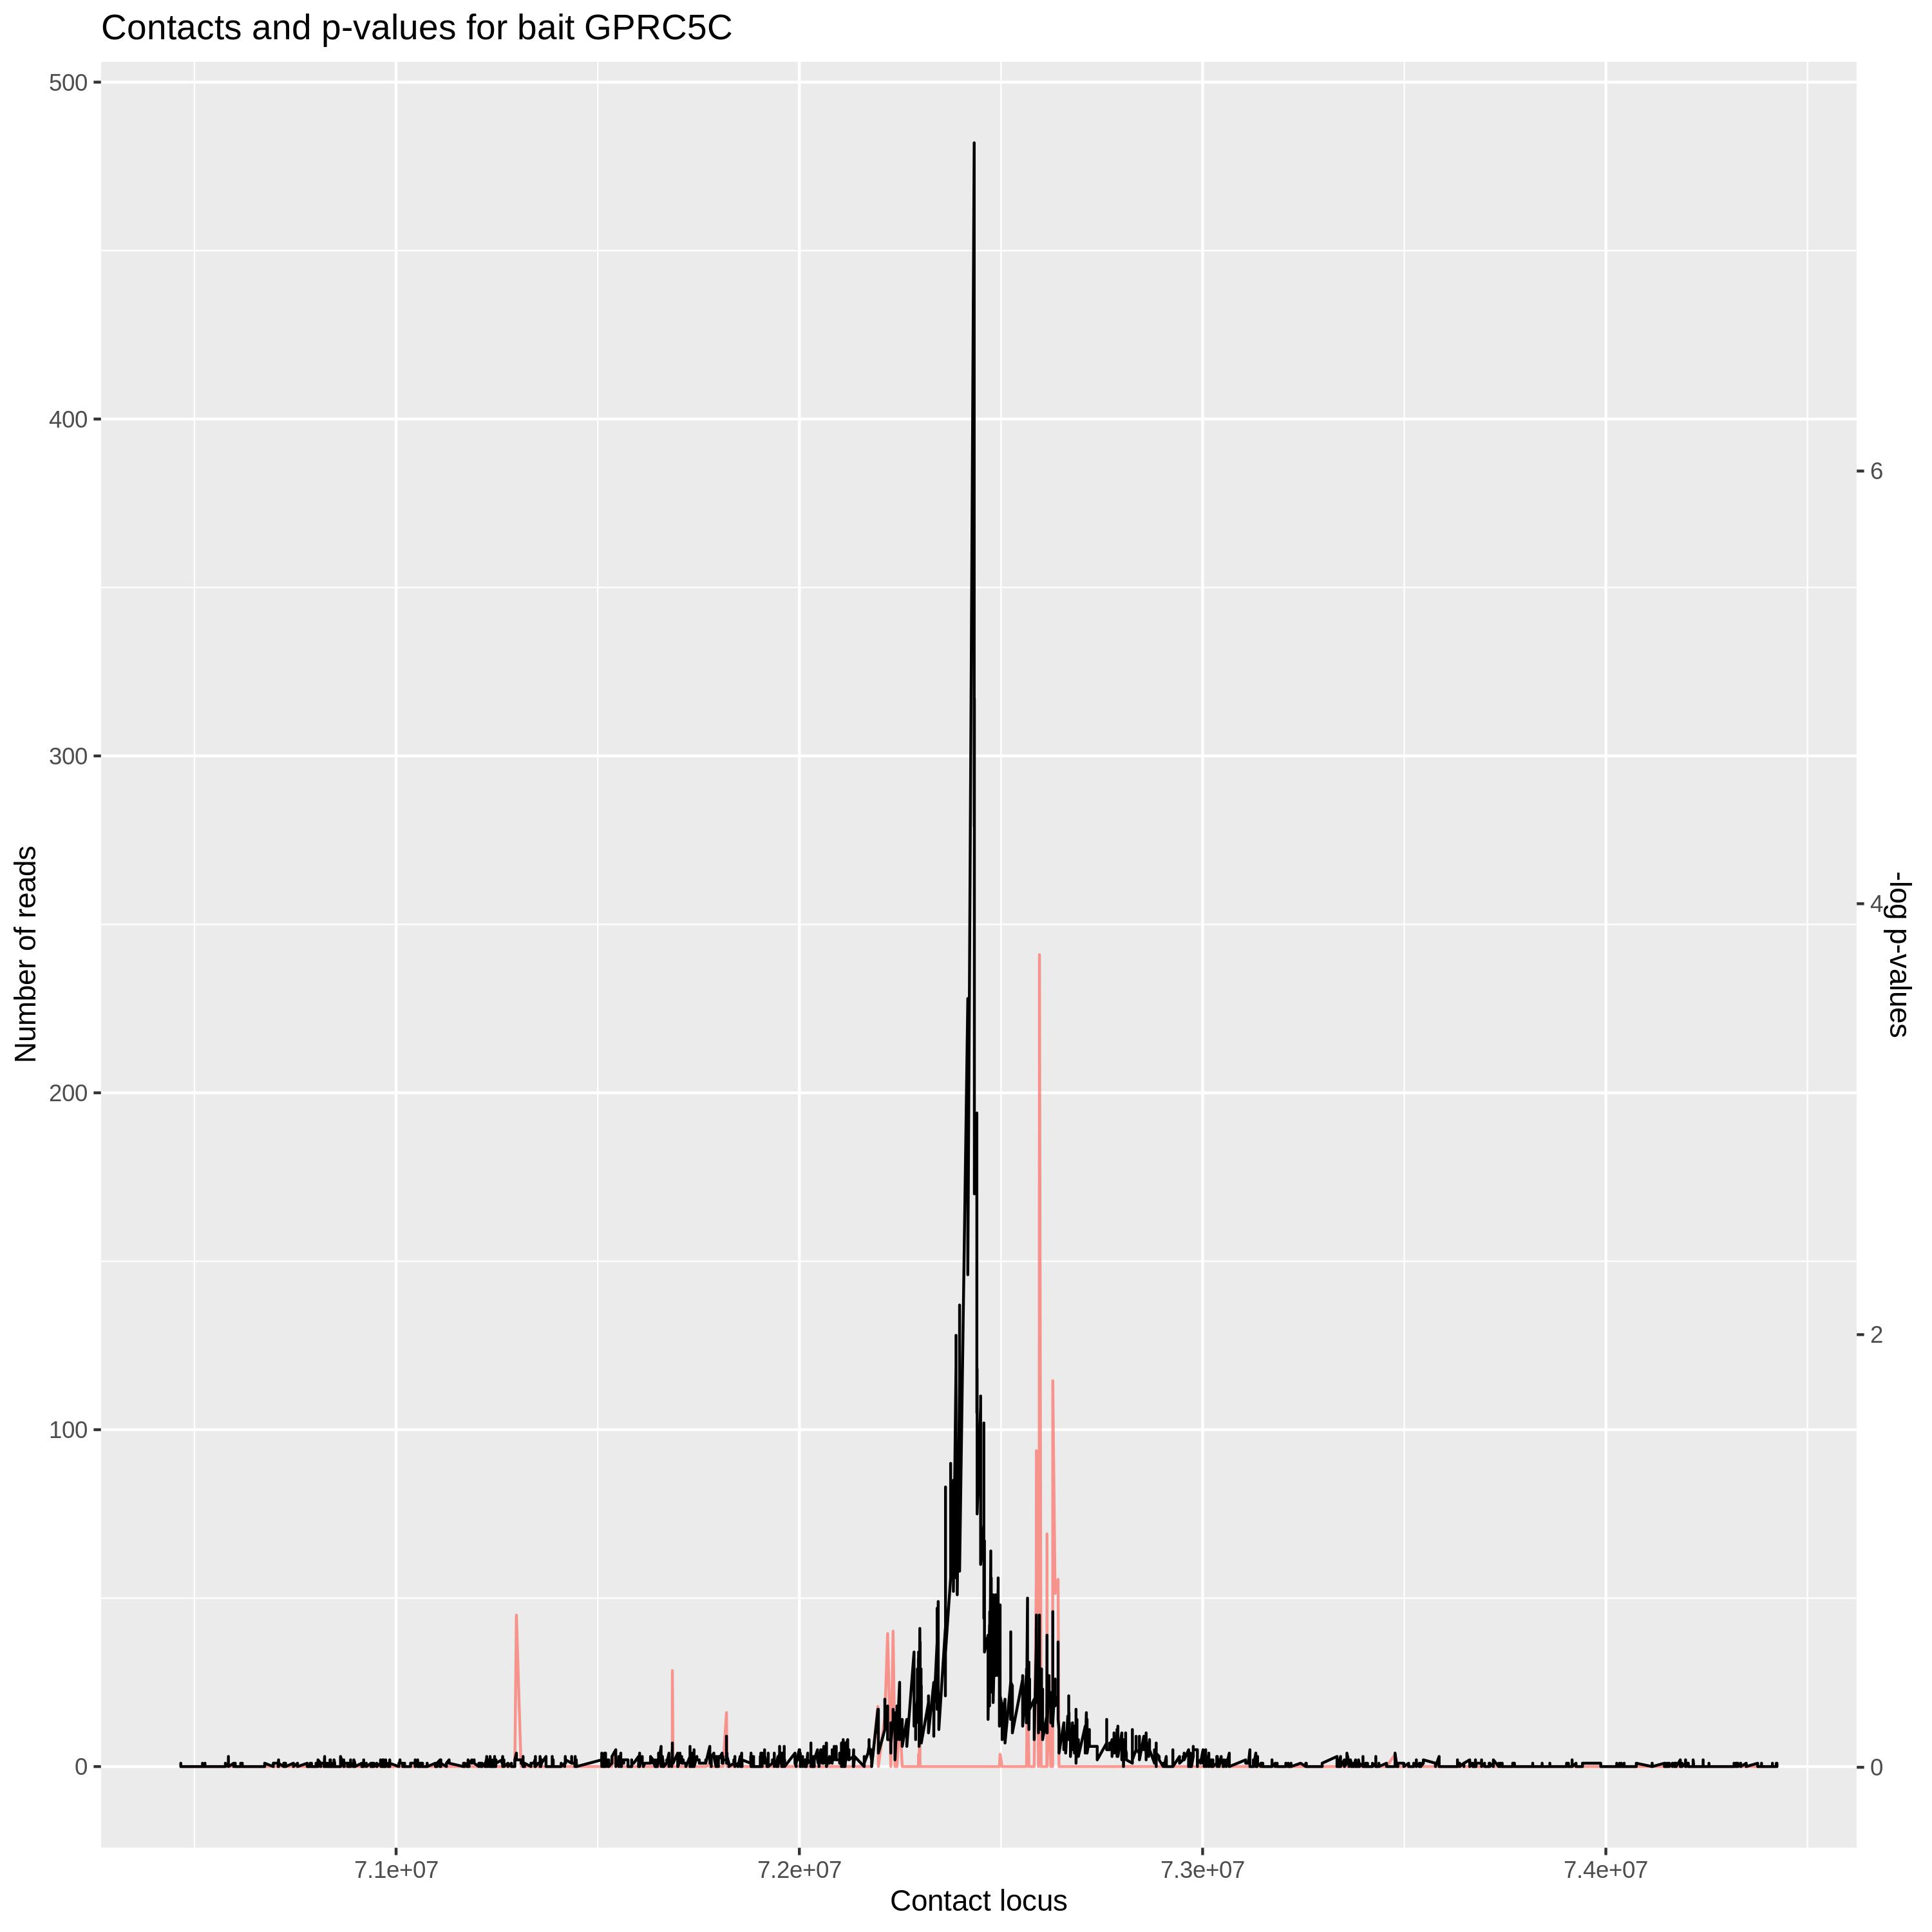 Contacts and p-values for bait GPRC5C
500
400
300
200
100
0
Number of reads
6
4
2
0
-log p-values
7.1e+07
7.2e+07
7.3e+07
7.4e+07
Contact locus